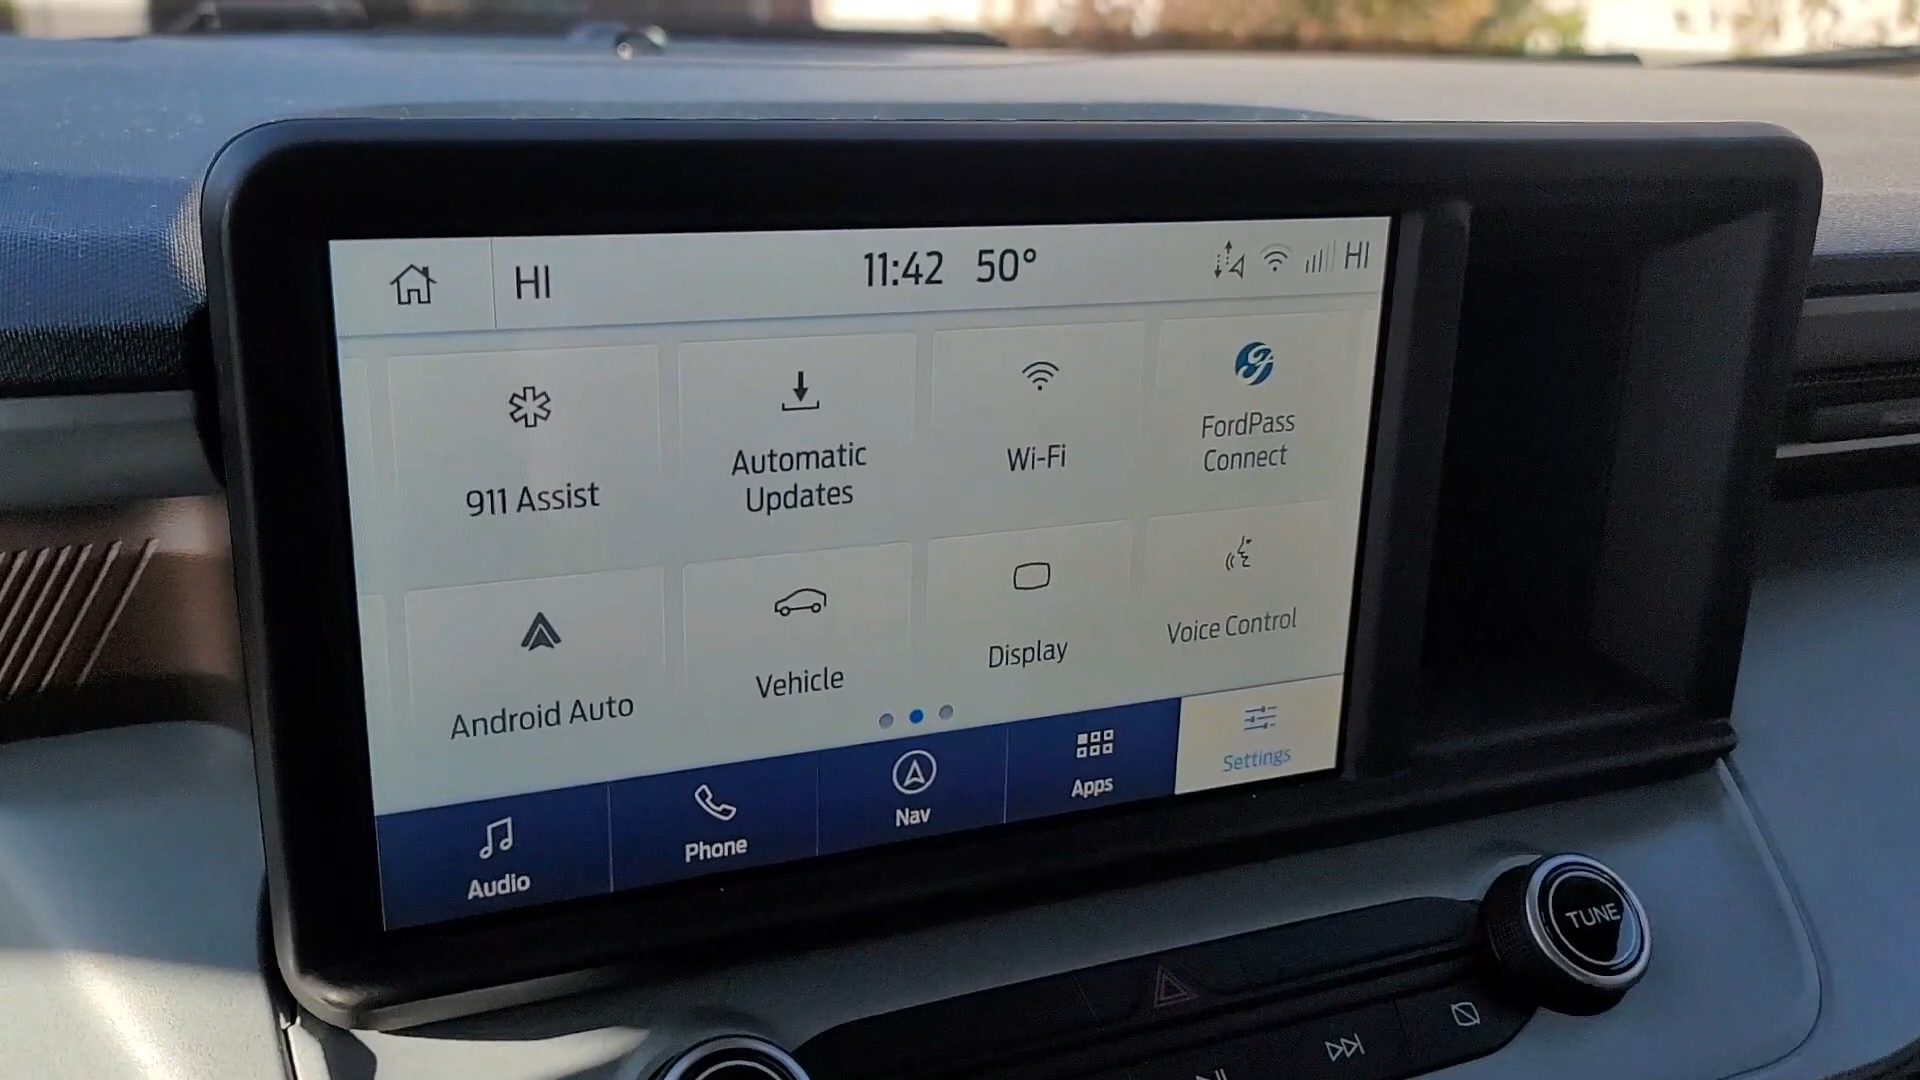 HI
11:42 50°
HI
911 Assist
Automatic
Updates
Wi-Fi
FordPass
Connect
Android Auto
Vehicle
Display
Voice Control
Audio
Phone
Nav
Apps
Settings
TUNE